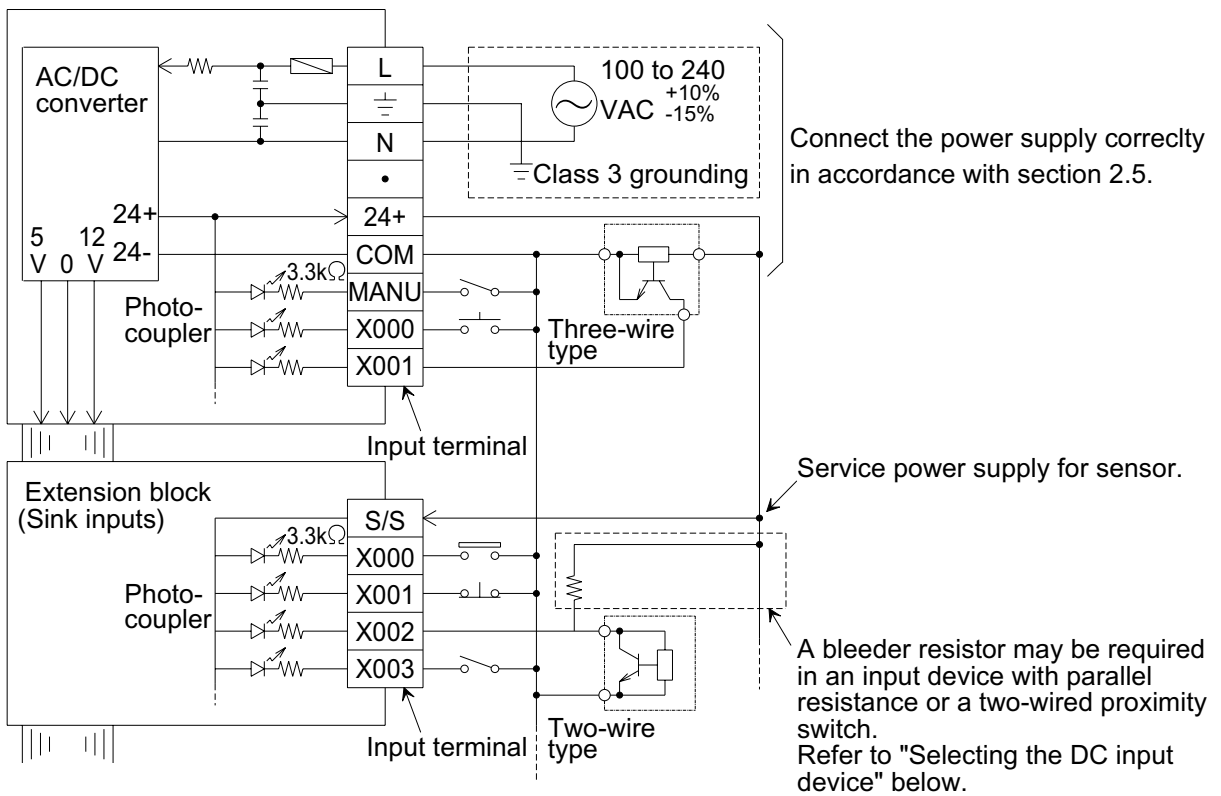 AC/DC
converter
L
N
•
24+
COM
MANU
X000
X001
100 to 240
VAC +10%
-15%
Class 3 grounding
Connect the power supply correclty
in accordance with section 2.5.
24+
24-
5
V
0
12
V
3.3kΩ
Photo-
coupler
Three-wire
type
Input terminal
Extension block
(Sink inputs)
S/S
X000
X001
X002
X003
3.3kΩ
Photo-
coupler
Input terminal
Two-wire
type
Service power supply for sensor.
A bleeder resistor may be required
in an input device with parallel
resistance or a two-wired proximity
switch.
Refer to "Selecting the DC input
device" below.